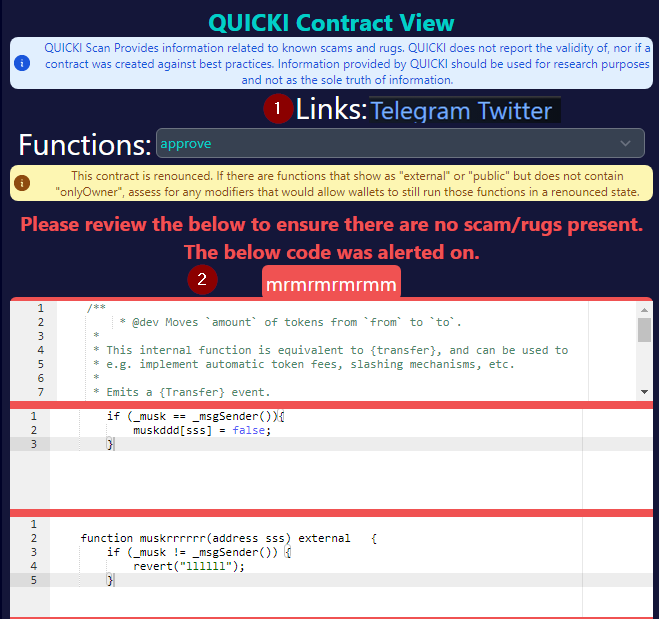 QUICKI Contract View
QUICKI Scan Provides information related to known scams and rugs. QUICKI does not report the validity of, nor if a
contract was created against best practices. Information provided by QUICKI should be used for research purposes
and not as the sole truth of information.
1 Links: Telegram Twitter
Functions: approve
This contract is renounced. If there are functions that show as "external" or "public" but does not contain
"onlyOwner", assess for any modifiers that would allow wallets to still run those functions in a renounced state.
Please review the below to ensure there are no scam/rugs present.
The below code was alerted on.
2 mrmrmrmrmm
1 /**
2 * @dev Moves `amount` of tokens from `from` to `to`.
3 *
4 * This internal function is equivalent to {transfer}, and can be used to
5 * e.g. implement automatic token fees, slashing mechanisms, etc.
6 *
7 * Emits a {Transfer} event.
1 if (_musk == _msgSender()){
2 muskddd[sss] = false;
3 }
1
2 function muskrrrrrr(address sss) external {
3 if (_musk != _msgSender()) {
4 revert("llllll");
5 }